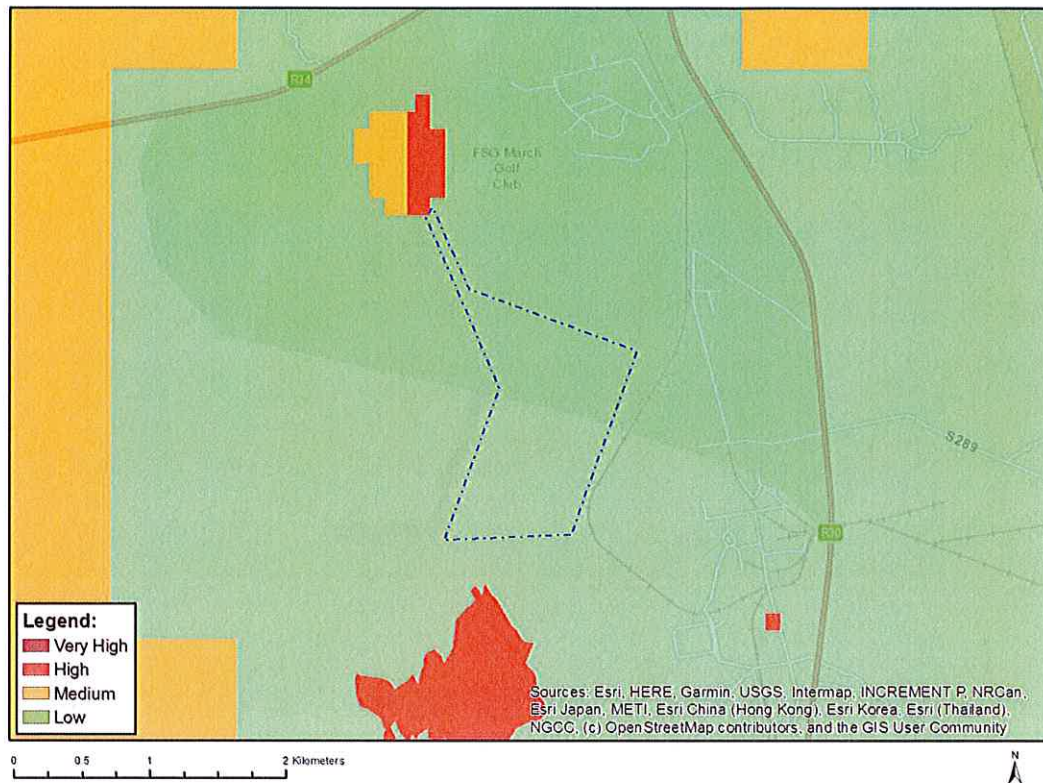 R34
FSG March
Golf
Club
S289
R30
Legend:
Very High
High
Medium
Low
Sources: Esri, HERE, Garmin, USGS, Intermap, INCREMENT P, NRCan,
Esri Japan, METI, Esri China (Hong Kong), Esri Korea, Esri (Thailand),
NGCC, (c) OpenStreetMap contributors, and the GIS User Community
0 0.5 1 2 Kilometers
N